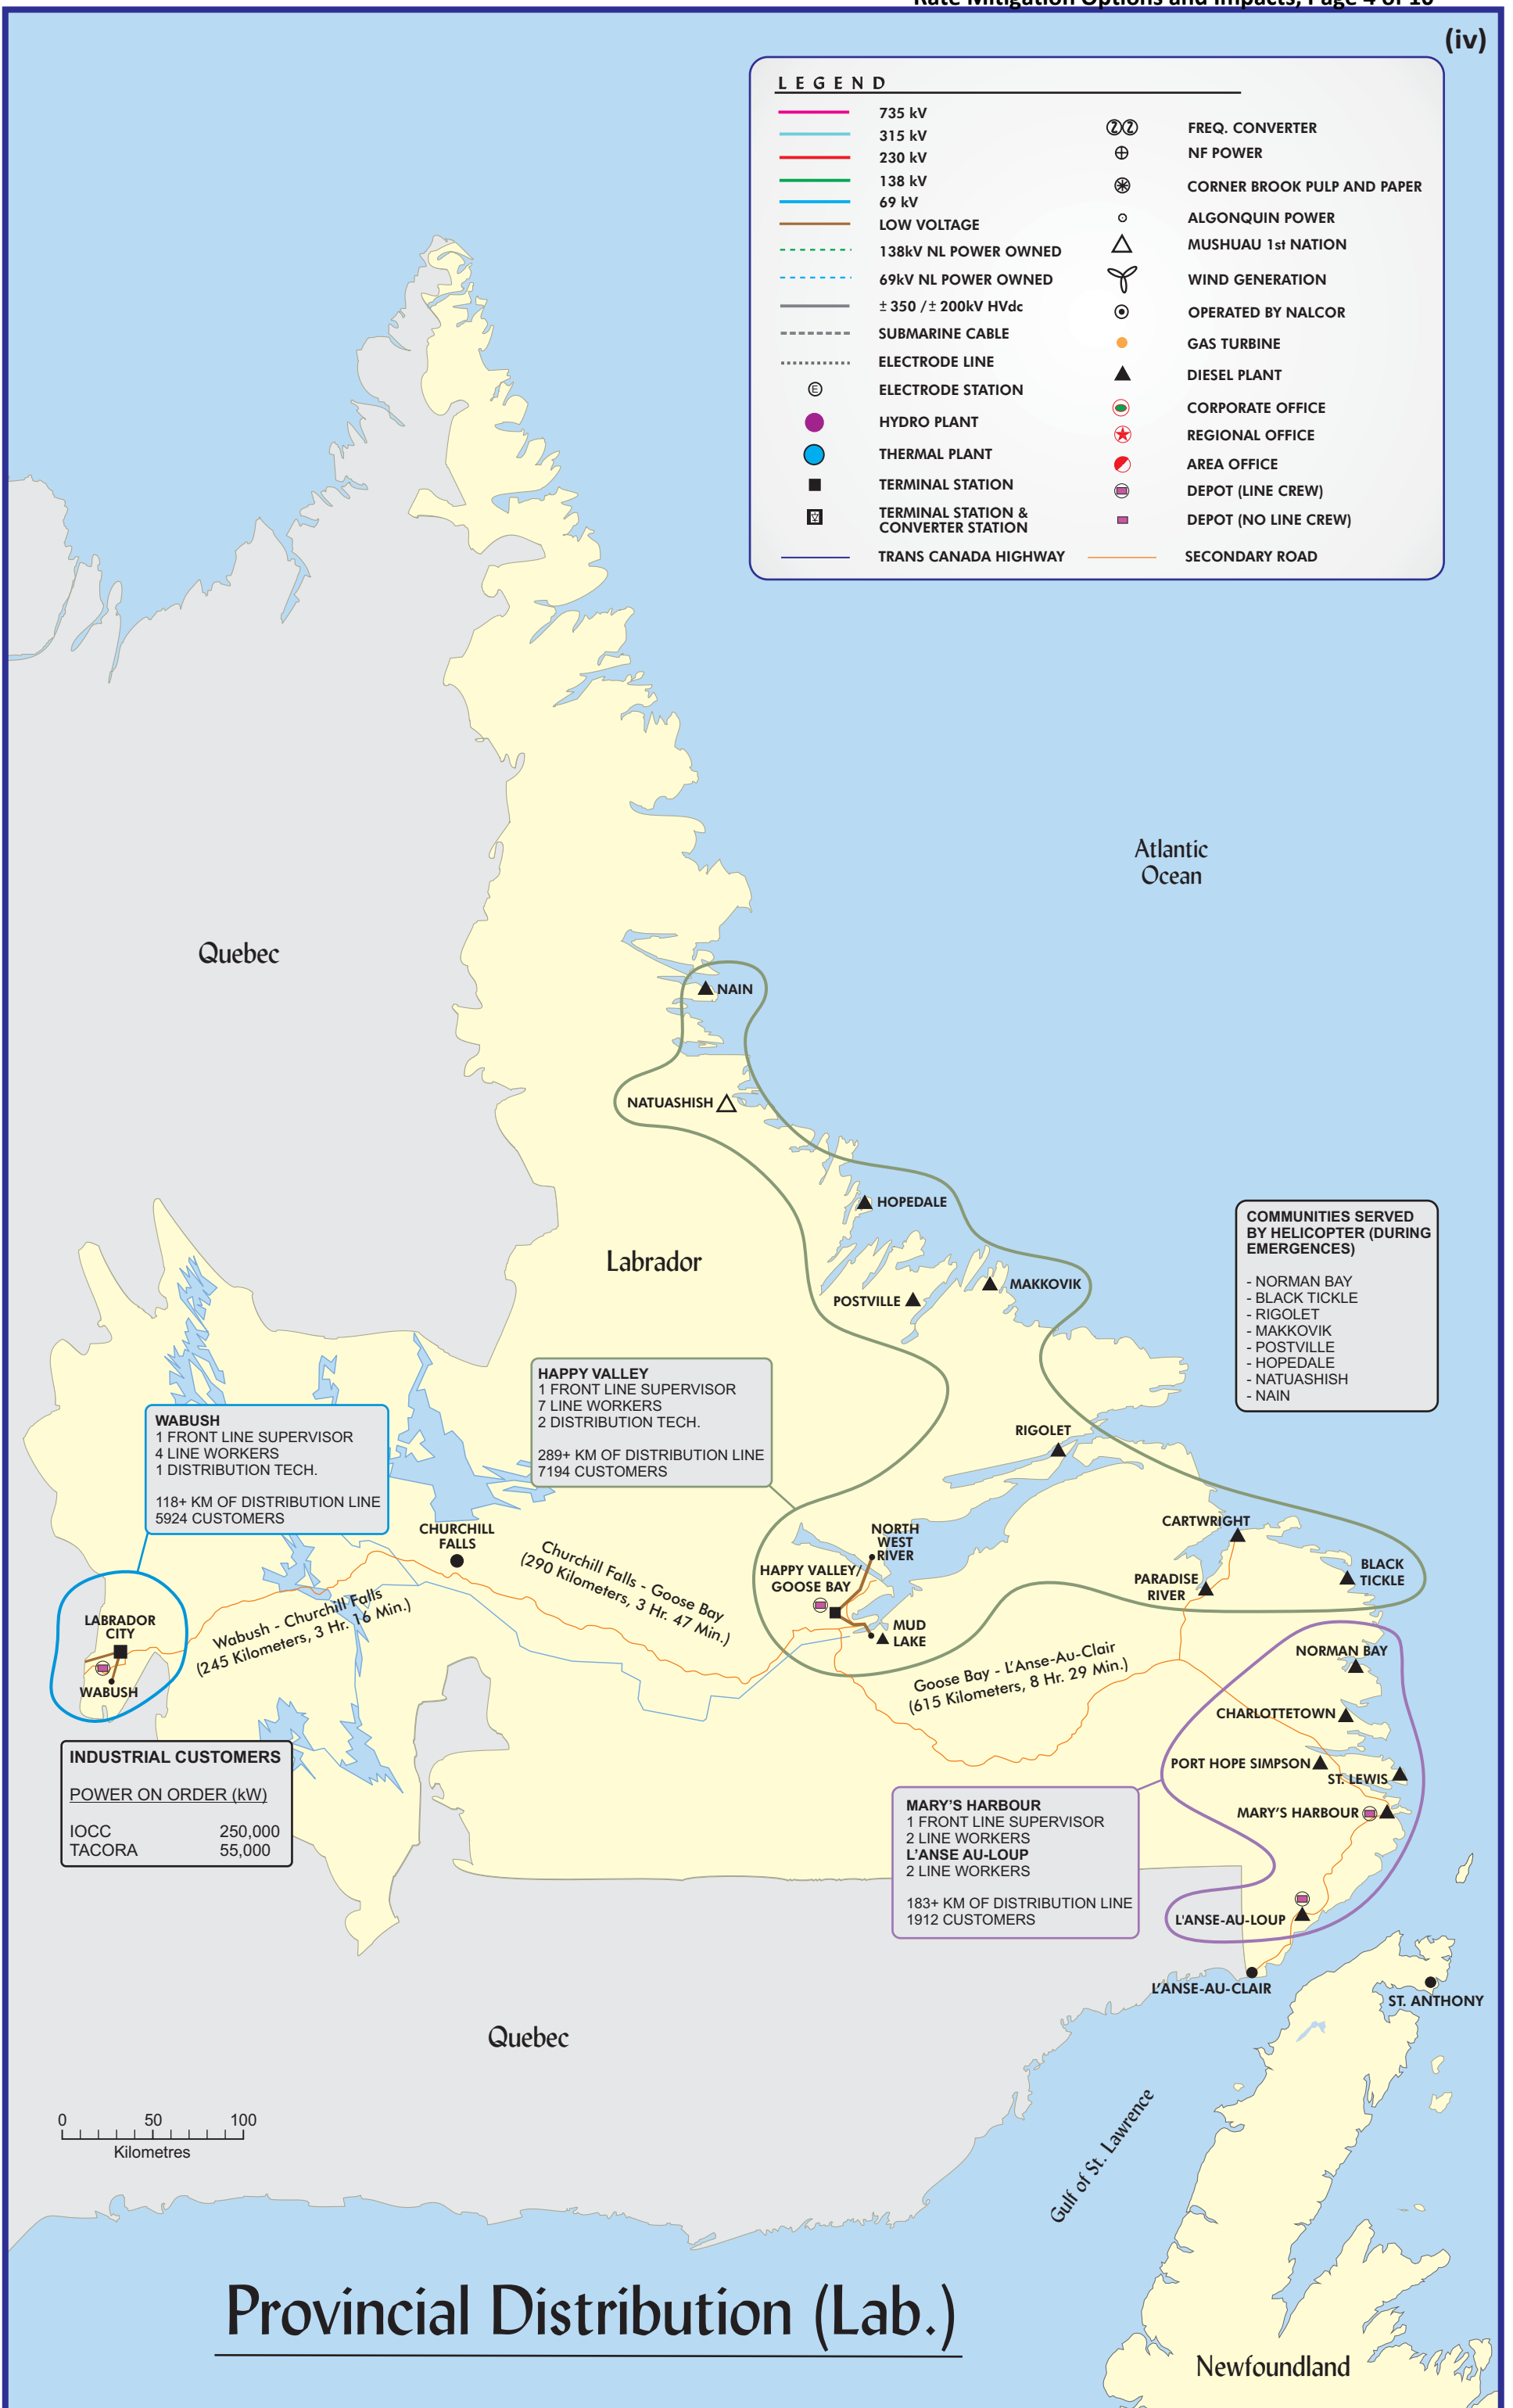 Rate Mitigation Options and Impacts, Page 4 of 10
(iv)
LEGEND
735 kV
315 kV
230 kV
138 kV
69 kV
LOW VOLTAGE
138kV NL POWER OWNED
69kV NL POWER OWNED
± 350 /± 200kV HVdc
SUBMARINE CABLE
ELECTRODE LINE
E
ELECTRODE STATION
HYDRO PLANT
THERMAL PLANT
TERMINAL STATION
TERMINAL STATION &
CONVERTER STATION
TRANS CANADA HIGHWAY
FREQ. CONVERTER
NF POWER
CORNER BROOK PULP AND PAPER
ALGONQUIN POWER
MUSHUAU 1st NATION
WIND GENERATION
OPERATED BY NALCOR
GAS TURBINE
DIESEL PLANT
CORPORATE OFFICE
REGIONAL OFFICE
AREA OFFICE
DEPOT (LINE CREW)
DEPOT (NO LINE CREW)
SECONDARY ROAD
Atlantic
Ocean
Quebec
NAIN
NATUASHISH
HOPEDALE
Labrador
MAKKOVIK
POSTVILLE
COMMUNITIES SERVED
BY HELICOPTER (DURING
EMERGENCES)
- NORMAN BAY
- BLACK TICKLE
- RIGOLET
- MAKKOVIK
- POSTVILLE
- HOPEDALE
- NATUASHISH
- NAIN
HAPPY VALLEY
1 FRONT LINE SUPERVISOR
7 LINE WORKERS
2 DISTRIBUTION TECH.
289+ KM OF DISTRIBUTION LINE
7194 CUSTOMERS
WABUSH
1 FRONT LINE SUPERVISOR
4 LINE WORKERS
1 DISTRIBUTION TECH.
118+ KM OF DISTRIBUTION LINE
5924 CUSTOMERS
RIGOLET
CHURCHILL
FALLS
NORTH
WEST
RIVER
CARTWRIGHT
HAPPY VALLEY/
GOOSE BAY
BLACK
TICKLE
PARADISE
RIVER
Churchill Falls - Goose Bay
(290 Kilometers, 3 Hr. 47 Min.)
Wabush - Churchill Falls
(245 Kilometers, 3 Hr. 16 Min.)
LABRADOR
CITY
WABUSH
MUD
LAKE
Goose Bay - L'Anse-Au-Clair
(615 Kilometers, 8 Hr. 29 Min.)
NORMAN BAY
CHARLOTTETOWN
PORT HOPE SIMPSON
ST. LEWIS
MARY'S HARBOUR
INDUSTRIAL CUSTOMERS
POWER ON ORDER (kW)
IOCC 250,000
TACORA 55,000
MARY'S HARBOUR
1 FRONT LINE SUPERVISOR
2 LINE WORKERS
L'ANSE AU-LOUP
2 LINE WORKERS
183+ KM OF DISTRIBUTION LINE
1912 CUSTOMERS
L'ANSE-AU-LOUP
L'ANSE-AU-CLAIR
ST. ANTHONY
Quebec
0 50 100
Kilometres
Gulf of St. Lawrence
Provincial Distribution (Lab.)
Newfoundland